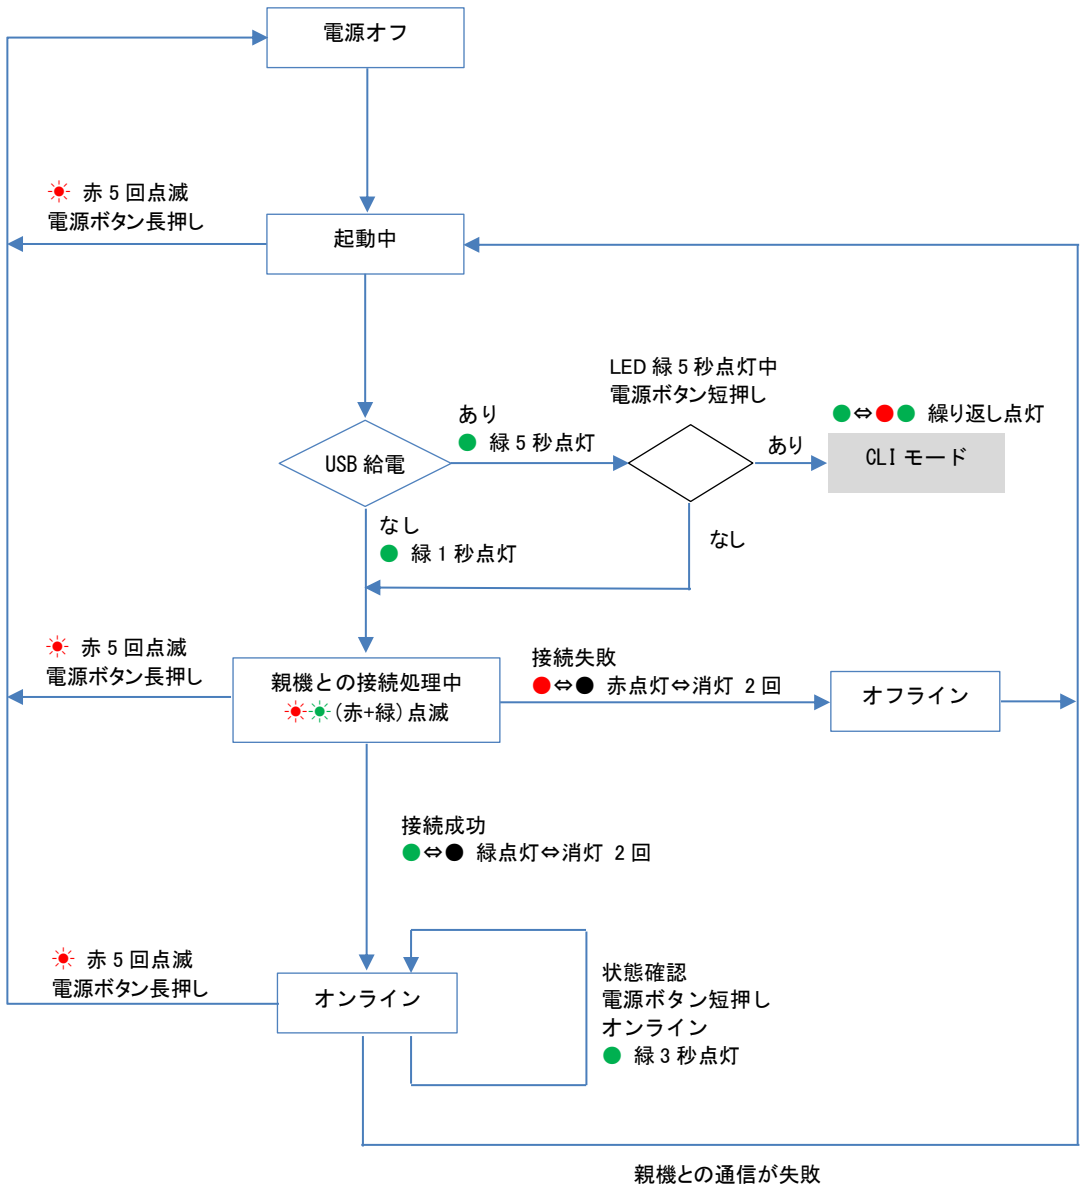 電源オフ
赤 5 回点滅
電源ボタン長押し
起動中
LED 緑 5 秒点灯中
電源ボタン短押し
あり
緑 5 秒点灯
USB 給電
あり
⇔ 繰り返し点灯
CLI モード
なし
緑 1 秒点灯
なし
赤 5 回点滅
電源ボタン長押し
親機との接続処理中
(赤+緑)点滅
接続失敗
⇔ 赤点灯⇔消灯 2 回
オフライン
接続成功
⇔ 緑点灯⇔消灯 2 回
赤 5 回点滅
電源ボタン長押し
オンライン
状態確認
電源ボタン短押し
オンライン
緑 3 秒点灯
親機との通信が失敗